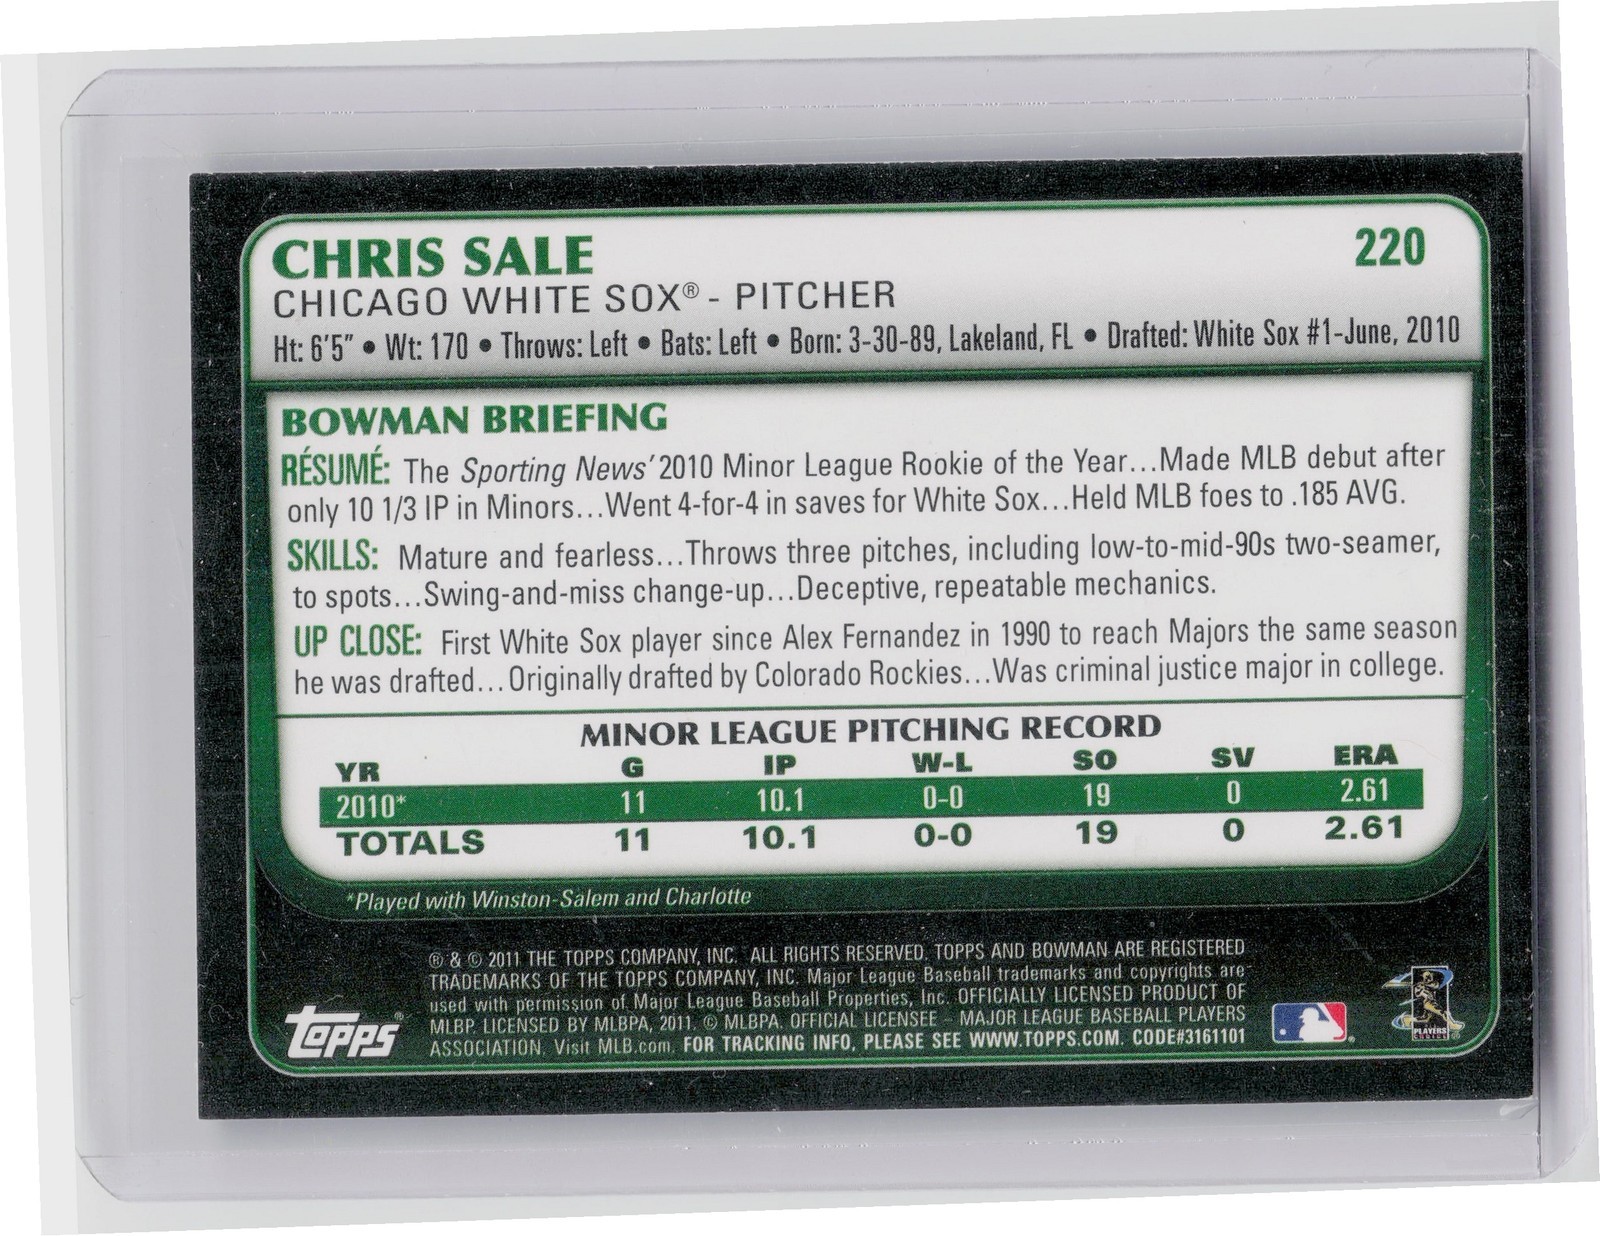 CHRIS SALE 220
CHICAGO WHITE SOX® - PITCHER
Ht: 6'5" • Wt: 170 • Throws: Left • Bats: Left • Born: 3-30-89, Lakeland, FL • Drafted: White Sox #1-June, 2010
BOWMAN BRIEFING
RÉSUMÉ: The Sporting News' 2010 Minor League Rookie of the Year...Made MLB debut after
only 10 1/3 IP in Minors...Went 4-for-4 in saves for White Sox...Held MLB foes to .185 AVG.
SKILLS: Mature and fearless...Throws three pitches, including low-to-mid-90s two-seamer,
to spots...Swing-and-miss change-up...Deceptive, repeatable mechanics.
UP CLOSE: First White Sox player since Alex Fernandez in 1990 to reach Majors the same season
he was drafted...Originally drafted by Colorado Rockies...Was criminal justice major in college.
MINOR LEAGUE PITCHING RECORD
YR G IP W-L SO SV ERA
2010* 11 10.1 0-0 19 0 2.61
TOTALS 11 10.1 0-0 19 0 2.61
*Played with Winston-Salem and Charlotte
® & © 2011 THE TOPPS COMPANY, INC. ALL RIGHTS RESERVED. TOPPS AND BOWMAN ARE REGISTERED
TRADEMARKS OF THE TOPPS COMPANY, INC. Major League Baseball trademarks and copyrights are
used with permission of Major League Baseball Properties, Inc. OFFICIALLY LICENSED PRODUCT OF
MLBP. LICENSED BY MLBPA, 2011. © MLBPA. OFFICIAL LICENSEE – MAJOR LEAGUE BASEBALL PLAYERS
ASSOCIATION. Visit MLB.com. FOR TRACKING INFO, PLEASE SEE WWW.TOPPS.COM. CODE#3161101
Topps®
PLAYERS
CHOICE